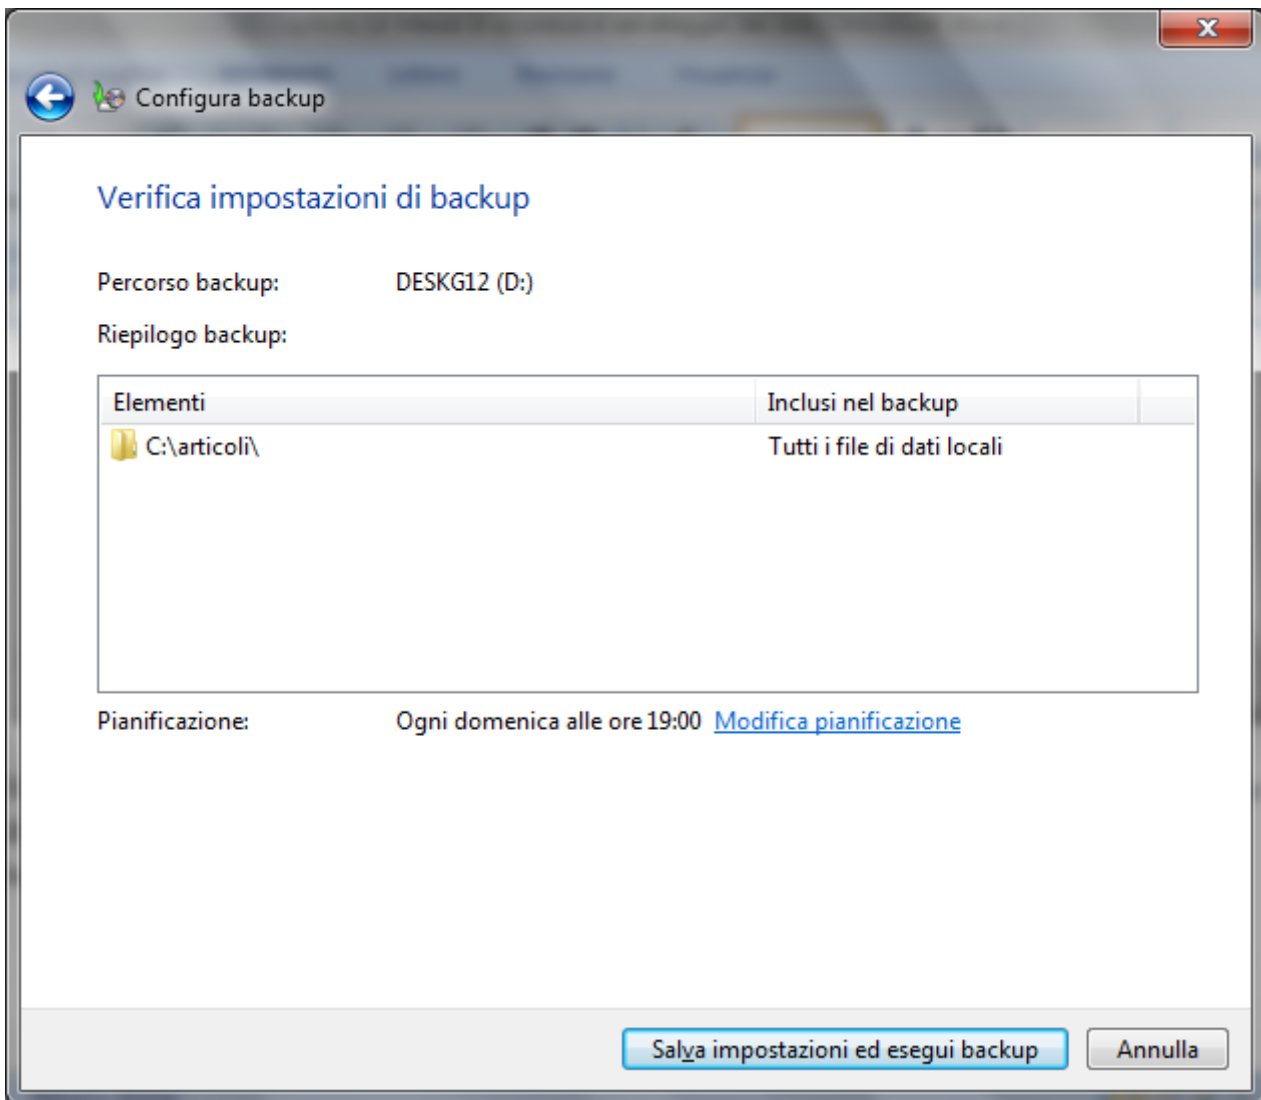 Configura backup
Verifica impostazioni di backup
Percorso backup: DESKG12 (D:)
Riepilogo backup:
Elementi Inclusi nel backup
C:\articoli\ Tutti i file di dati locali
Pianificazione: Ogni domenica alle ore 19:00 Modifica pianificazione
Salva impostazioni ed esegui backup Annulla